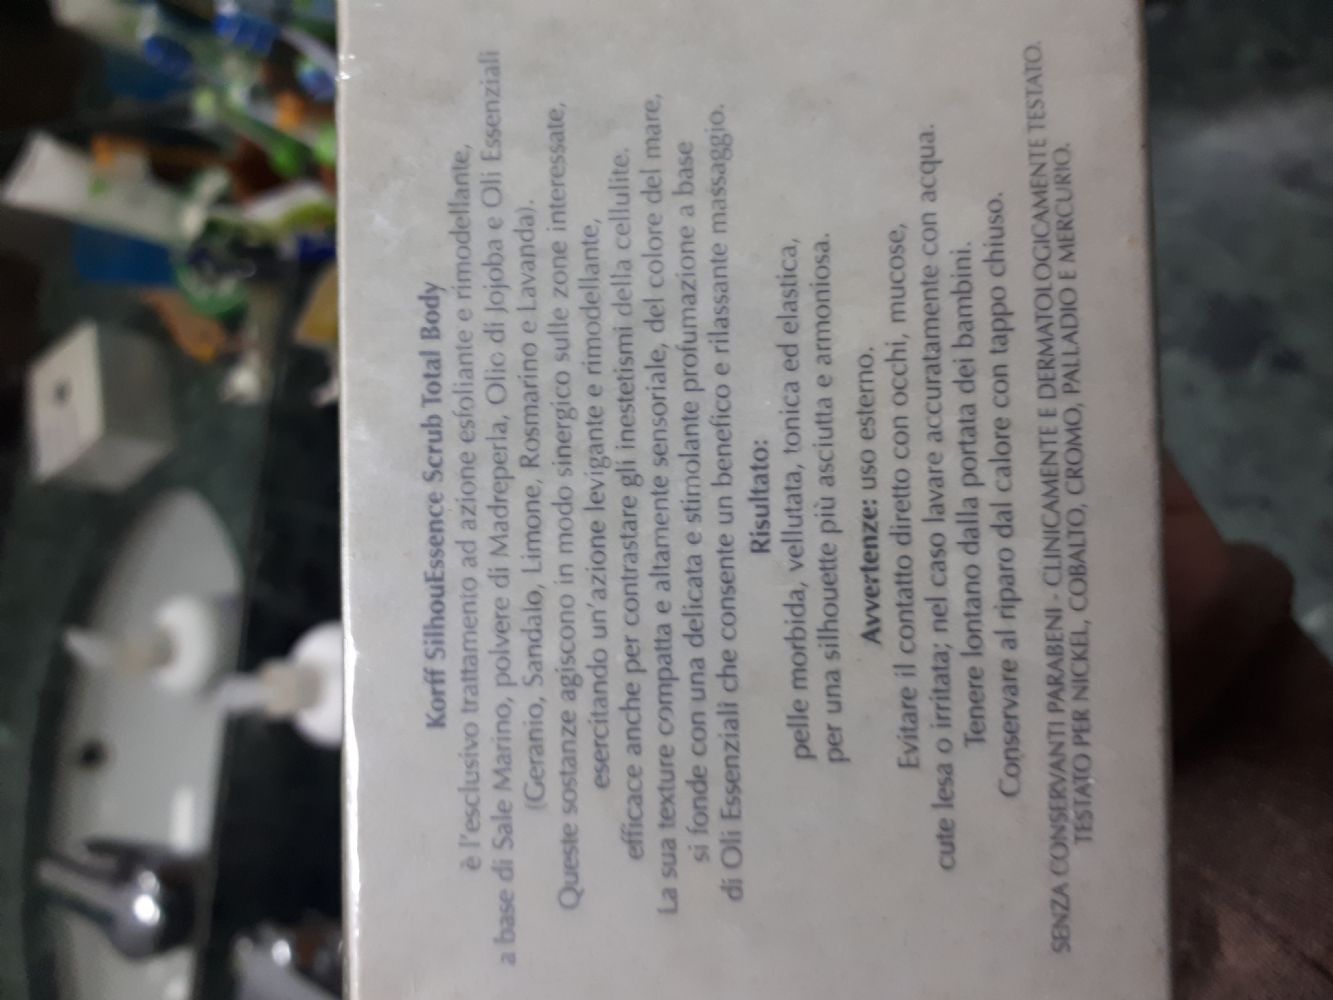 Korff SilhouEssence Scrub Total Body
è l'esclusivo trattamento ad azione esfoliante e rimodellante,
a base di Sale Marino, polvere di Madreperla, Olio di Jojoba e Oli Essenziali
(Geranio, Sandalo, Limone, Rosmarino e Lavanda).
Queste sostanze agiscono in modo sinergico sulle zone interessate,
esercitando un'azione levigante e rimodellante,
efficace anche per contrastare gli inestetismi della cellulite.
La sua texture compatta e altamente sensoriale, del colore del mare,
si fonde con una delicata e stimolante profumazione a base
di Oli Essenziali che consente un benefico e rilassante massaggio.
Risultato:
pelle morbida, vellutata, tonica ed elastica,
per una silhouette più asciutta e armoniosa.
Avvertenze: uso esterno.
Evitare il contatto diretto con occhi, mucose,
cute lesa o irritata; nel caso lavare accuratamente con acqua.
Tenere lontano dalla portata dei bambini.
Conservare al riparo dal calore con tappo chiuso.
SENZA CONSERVANTI PARABENI - CLINICAMENTE E DERMATOLOGICAMENTE TESTATO.
TESTATO PER NICKEL, COBALTO, CROMO, PALLADIO E MERCURIO.